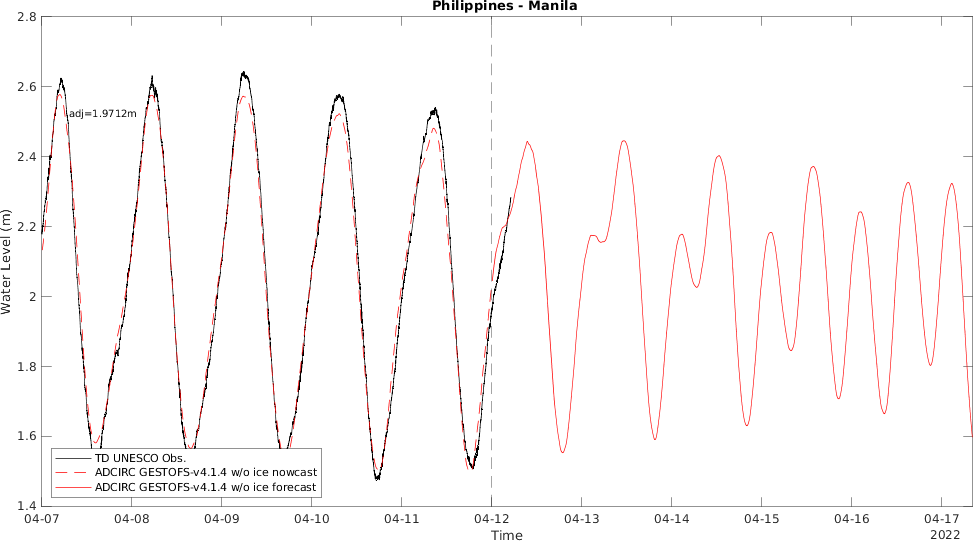 Philippines - Manila
2.8
2.6
2.4
2.2
2
1.8
1.6
1.4
Water Level (m)
adj=1.9712m
TD UNESCO Obs.
ADCIRC GESTOFS-v4.1.4 w/o ice nowcast
ADCIRC GESTOFS-v4.1.4 w/o ice forecast
04-07 04-08 04-09 04-10 04-11 04-12 04-13 04-14 04-15 04-16 04-17
Time
2022